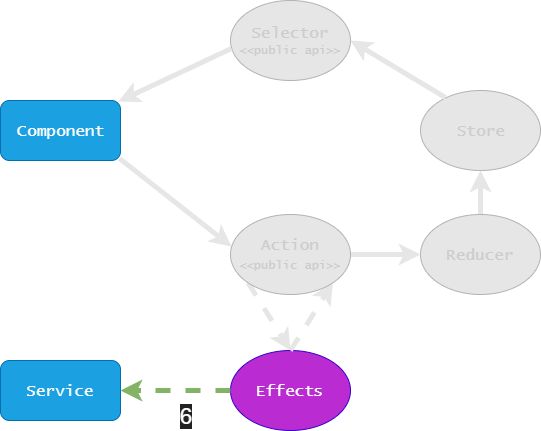 Selector
<<public api>>
Component
Store
Action
<<public api>>
Reducer
Service
Effects
6